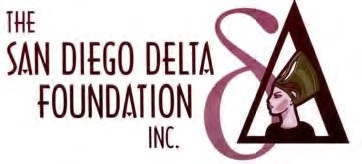 THE
SAN DIEGO DELTA
FOUNDATION
INC.
δ Δ